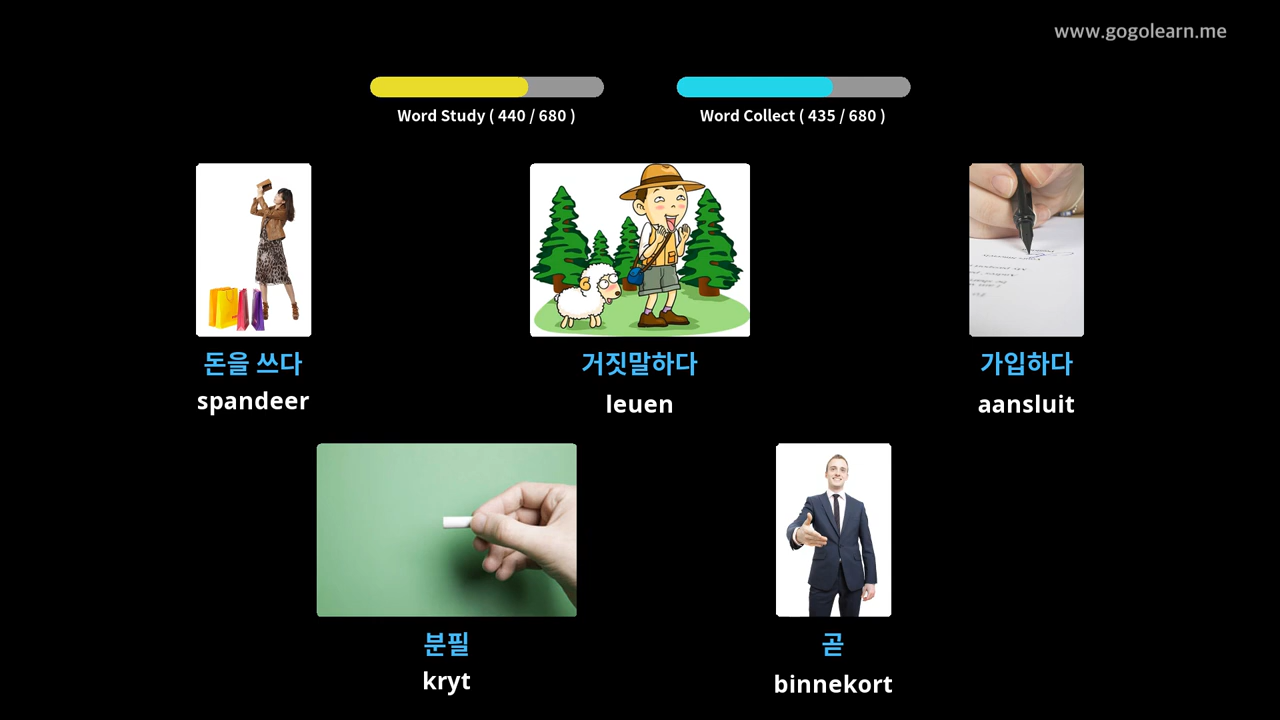 www.gogolearn.me
Word Study ( 440 / 680 )
Word Collect ( 435 / 680 )
돈을 쓰다
spandeer
거짓말하다
leuen
가입하다
aansluit
분필
kryt
곧
binnekort